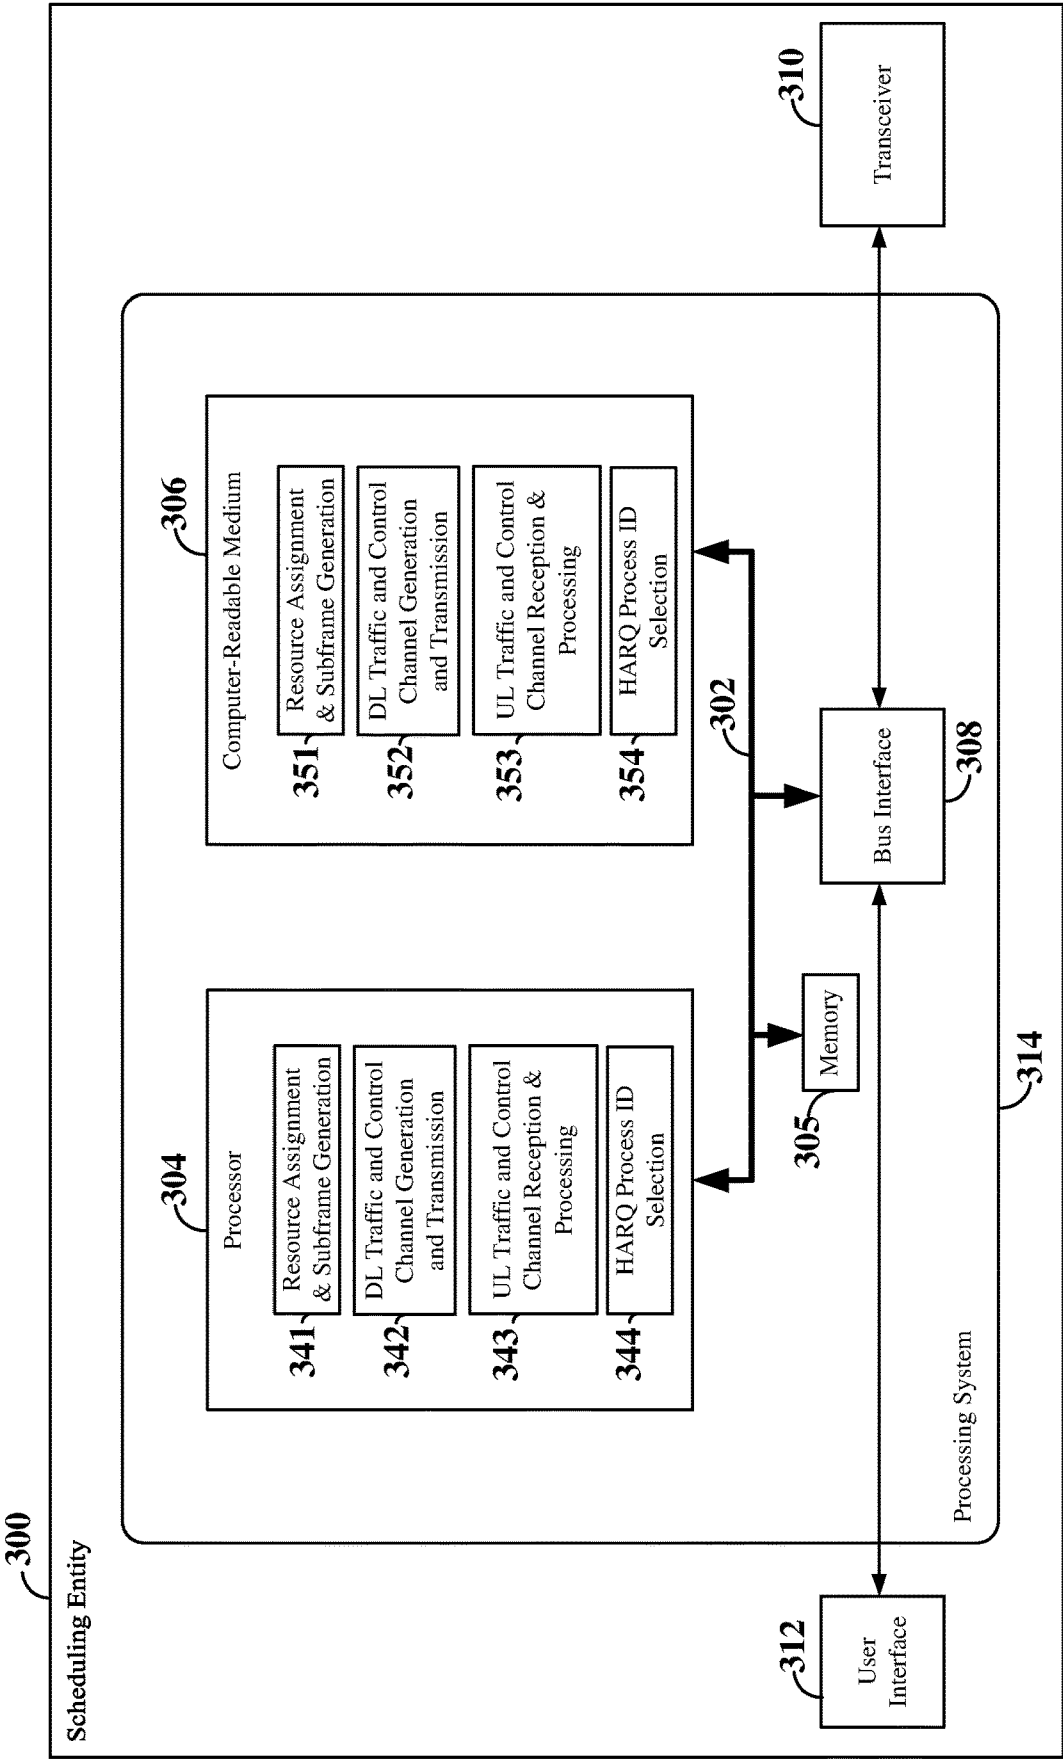 300
Scheduling Entity
304
Processor
341
Resource Assignment
& Subframe Generation
342
DL Traffic and Control
Channel Generation
and Transmission
343
UL Traffic and Control
Channel Reception &
Processing
344
HARQ Process ID
Selection
306
Computer-Readable Medium
351
Resource Assignment
& Subframe Generation
352
DL Traffic and Control
Channel Generation
and Transmission
353
UL Traffic and Control
Channel Reception &
Processing
354
HARQ Process ID
Selection
302
305
Memory
312
User
Interface
Bus Interface
308
310
Transceiver
Processing System
314